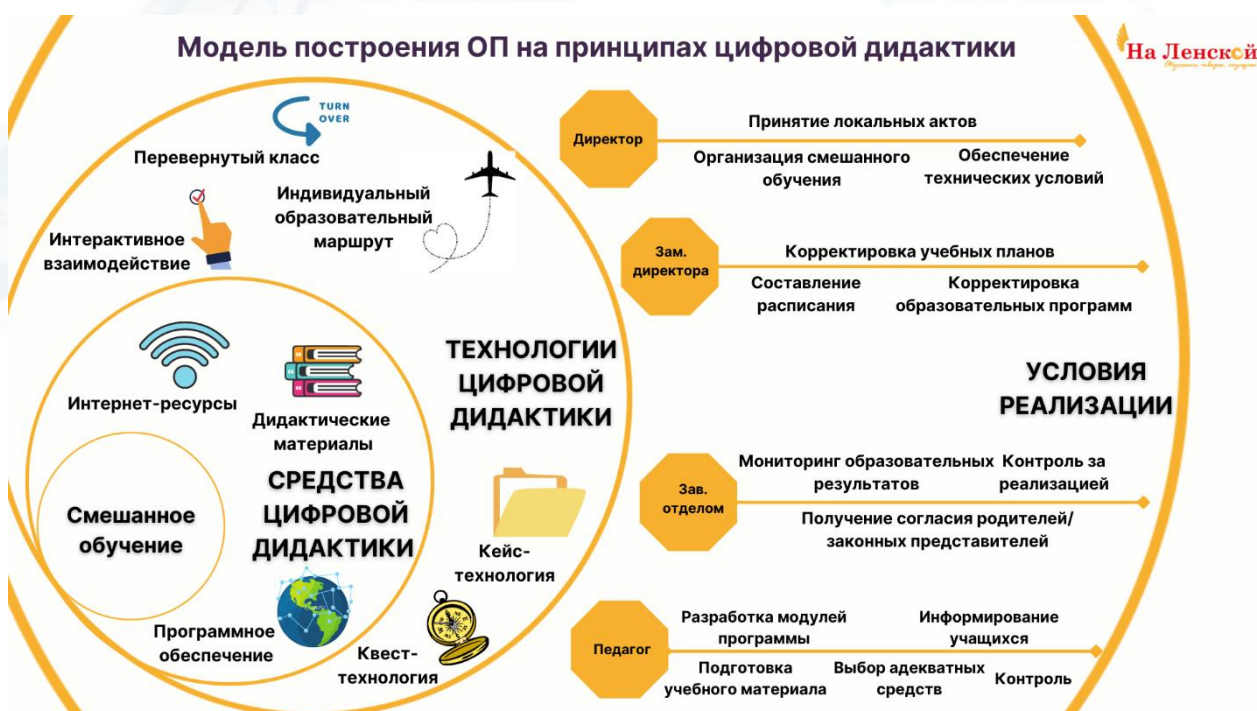 Модель построения ОП на принципах цифровой дидактики
На Ленской
TURN
OVER
Перевернутый класс
Индивидуальный
образовательный
маршрут
Интерактивное
взаимодействие
Интернет-ресурсы
Дидактические
материалы
ТЕХНОЛОГИИ
ЦИФРОВОЙ
ДИДАКТИКИ
СРЕДСТВА
ЦИФРОВОЙ
ДИДАКТИКИ
Смешанное
обучение
Кейс-
технология
Программное
обеспечение
Квест-
технология
Директор
Принятие локальных актов
Организация смешанного
обучения
Обеспечение
технических условий
Зам.
директора
Корректировка учебных планов
Составление
расписания
Корректировка
образовательных программ
УСЛОВИЯ
РЕАЛИЗАЦИИ
Зав.
отделом
Мониторинг образовательных
результатов
Контроль за
реализацией
Получение согласия родителей/
законных представителей
Педагог
Разработка модулей
программы
Информирование
учащихся
Подготовка
учебного материала
Выбор адекватных
средств
Контроль